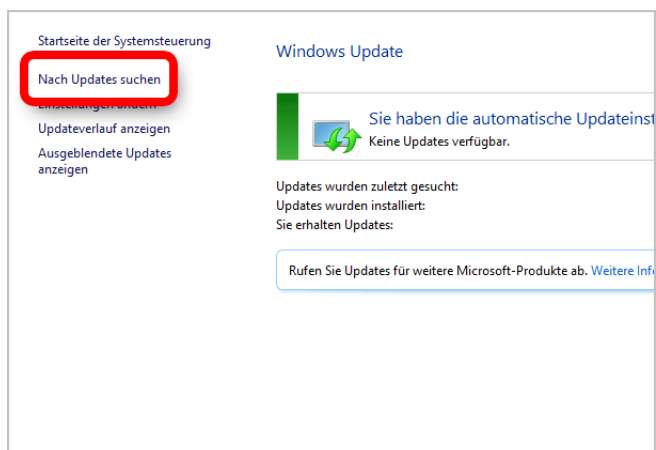 Startseite der Systemsteuerung
Nach Updates suchen
Einstellungen ändern
Updateverlauf anzeigen
Ausgeblendete Updates
anzeigen
Windows Update
Sie haben die automatische Updateinst
Keine Updates verfügbar.
Updates wurden zuletzt gesucht:
Updates wurden installiert:
Sie erhalten Updates:
Rufen Sie Updates für weitere Microsoft-Produkte ab. Weitere Inf